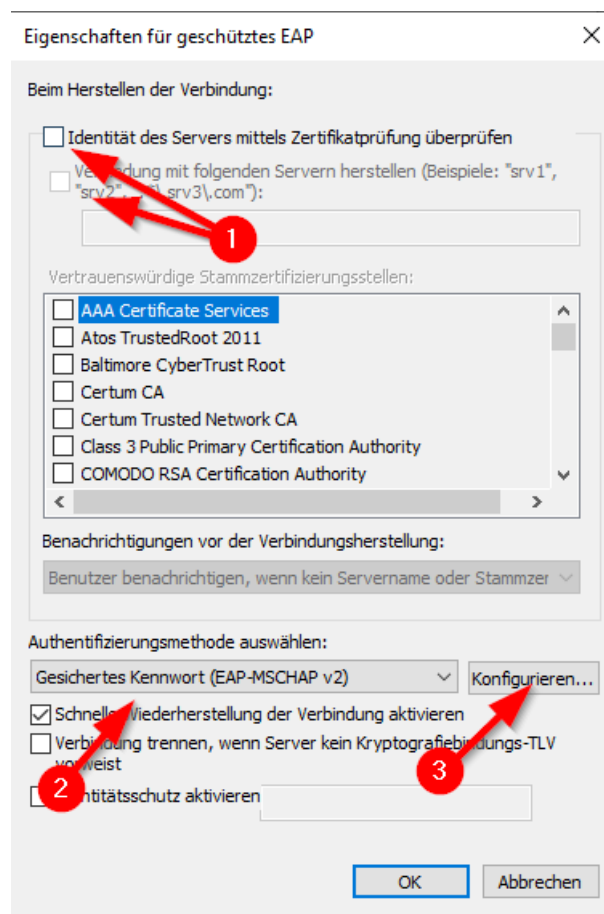 Eigenschaften für geschütztes EAP
Beim Herstellen der Verbindung:
Identität des Servers mittels Zertifikatprüfung überprüfen
mit folgenden Servern herstellen (Beispiele: "srv1",
"srv2", srv3\.com"):
1
Vertrauenswürdige Stammzertifizierungsstellen:
AAA Certificate Services
Atos TrustedRoot 2011
Baltimore CyberTrust Root
Certum CA
Certum Trusted Network CA
Class 3 Public Primary Certification Authority
COMODO RSA Certification Authority
Benachrichtigungen vor der Verbindungsherstellung:
Benutzer benachrichtigen, wenn kein Servername oder Stammzer
Authentifizierungsmethode auswählen:
Gesichertes Kennwort (EAP-MSCHAP v2)
Konfigurieren...
Schnelle Wiederherstellung der Verbindung aktivieren
Verbindung trennen, wenn Server kein Kryptografiebindungs-TLV
vorweist
3
2
aktivieren
OK
Abbrechen